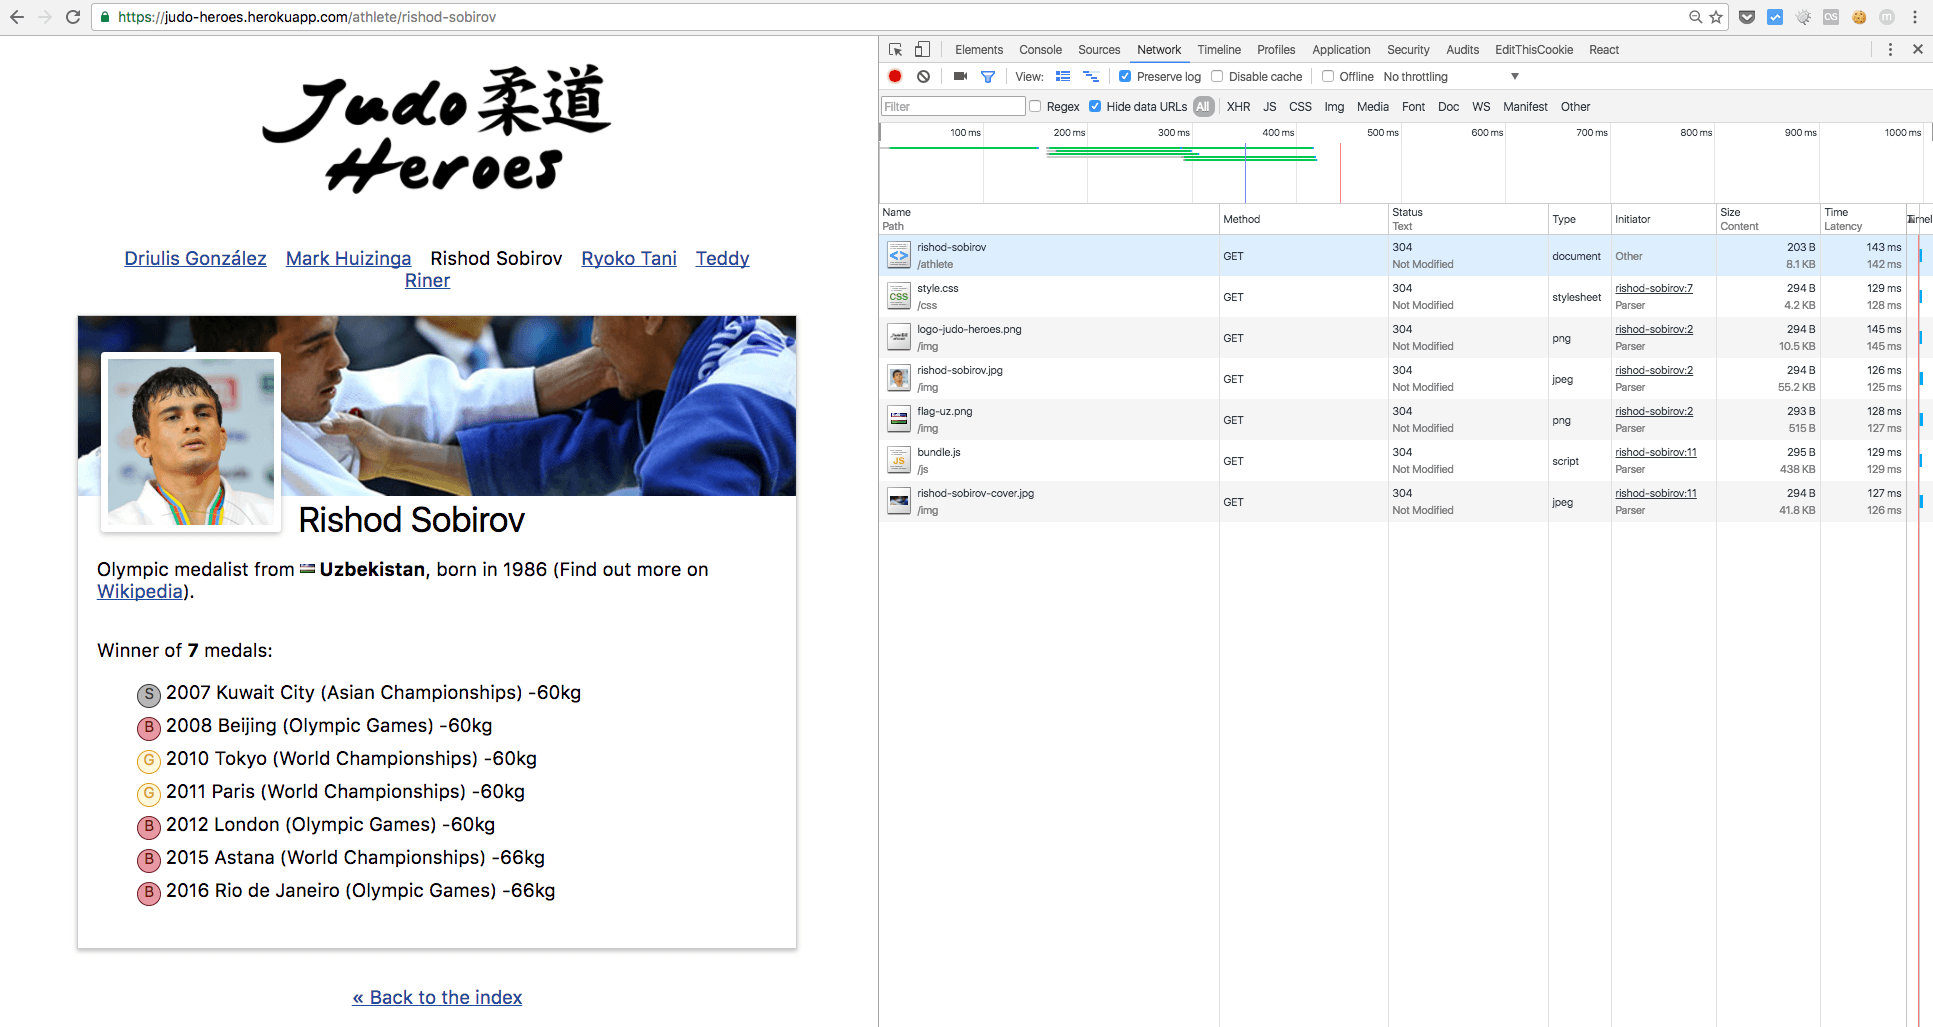 https://judo-heroes.herokuapp.com/athlete/rishod-sobirov
Judo 柔道
Heroes
Driulis González Mark Huizinga Rishod Sobirov Ryoko Tani Teddy
Riner
Rishod Sobirov
Olympic medalist from Uzbekistan, born in 1986 (Find out more on
Wikipedia).
Winner of 7 medals:
S 2007 Kuwait City (Asian Championships) -60kg
B 2008 Beijing (Olympic Games) -60kg
G 2010 Tokyo (World Championships) -60kg
G 2011 Paris (World Championships) -60kg
B 2012 London (Olympic Games) -60kg
B 2015 Astana (World Championships) -66kg
B 2016 Rio de Janeiro (Olympic Games) -66kg
« Back to the index
Elements Console Sources Network Timeline Profiles Application Security Audits EditThisCookie React
View: Preserve log Disable cache Offline No throttling
Filter Regex Hide data URLs All XHR JS CSS Img Media Font Doc WS Manifest Other
100 ms 200 ms 300 ms 400 ms 500 ms 600 ms 700 ms 800 ms 900 ms 1000 ms
Name Method Status Type Initiator Size Time
Path Text Content Latency
rishod-sobirov GET 304 document Other 203 B 143 ms
/athlete Not Modified 8.1 KB 142 ms
style.css GET 304 stylesheet rishod-sobirov:7 294 B 129 ms
/css Not Modified Parser 4.2 KB 128 ms
logo-judo-heroes.png GET 304 png rishod-sobirov:2 294 B 145 ms
/img Not Modified Parser 10.5 KB 145 ms
rishod-sobirov.jpg GET 304 jpeg rishod-sobirov:2 294 B 126 ms
/img Not Modified Parser 55.2 KB 125 ms
flag-uz.png GET 304 png rishod-sobirov:2 293 B 128 ms
/img Not Modified Parser 515 B 127 ms
bundle.js GET 304 script rishod-sobirov:11 295 B 129 ms
/js Not Modified Parser 438 KB 129 ms
rishod-sobirov-cover.jpg GET 304 jpeg rishod-sobirov:11 294 B 127 ms
/img Not Modified Parser 41.8 KB 126 ms